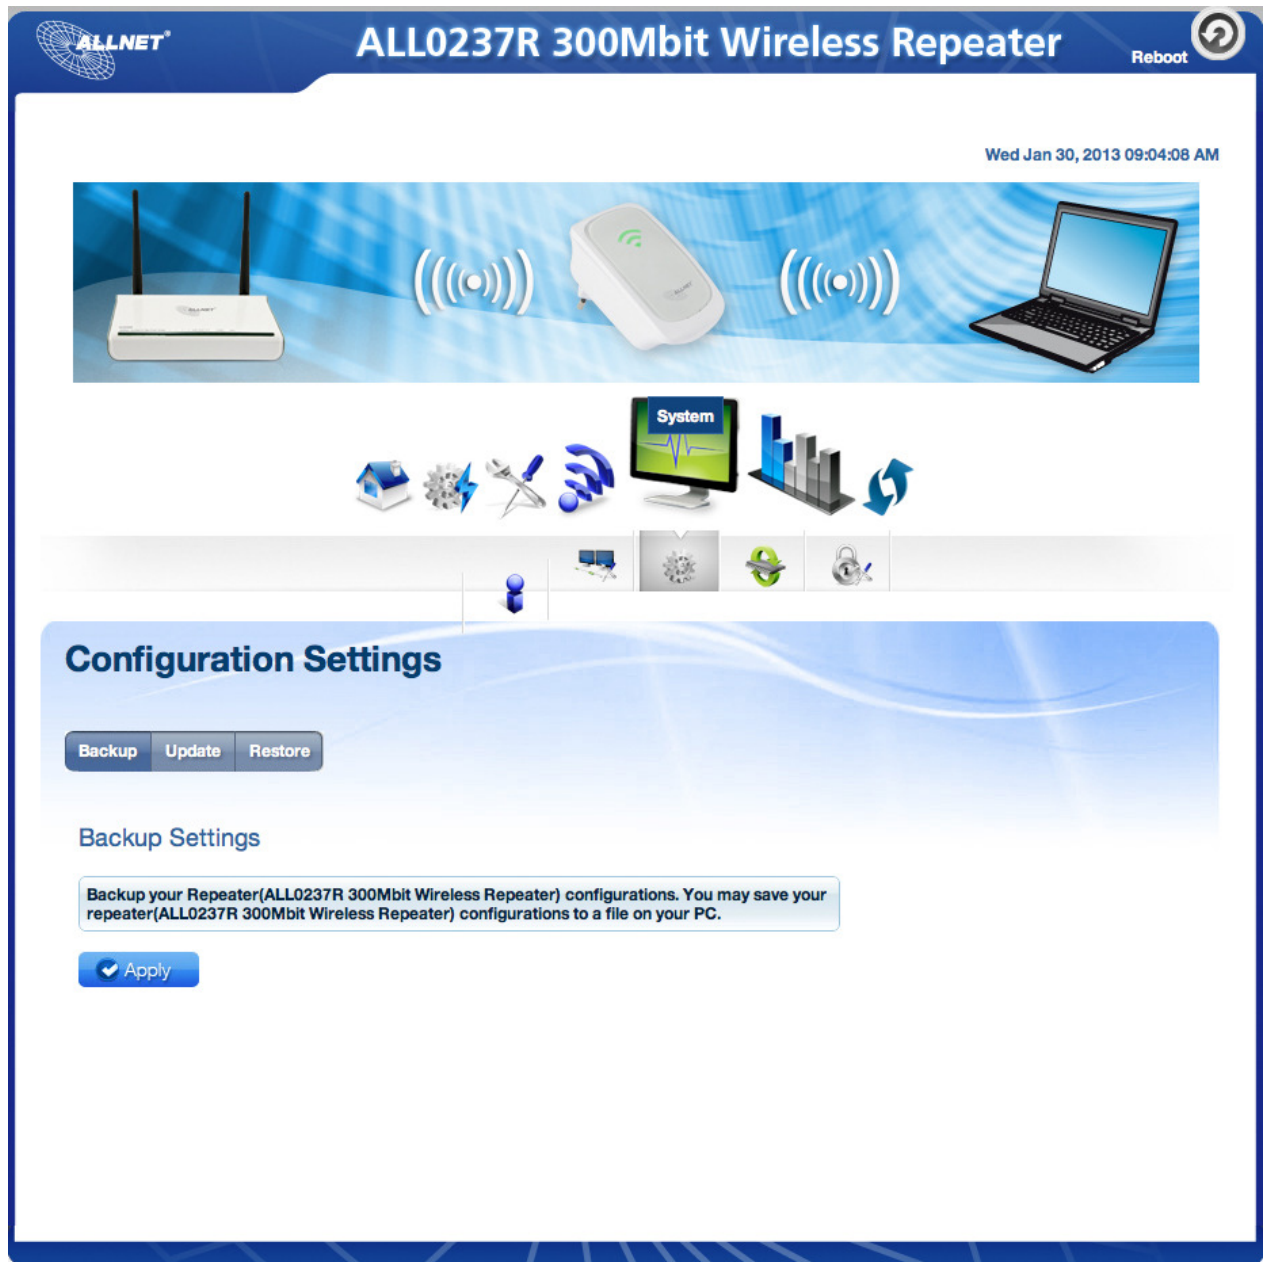 ALLNET®
ALL0237R 300Mbit Wireless Repeater
Reboot
Wed Jan 30, 2013 09:04:08 AM
ALLNET
ALLNET
System
Configuration Settings
Backup Update Restore
Backup Settings
Backup your Repeater(ALL0237R 300Mbit Wireless Repeater) configurations. You may save your
repeater(ALL0237R 300Mbit Wireless Repeater) configurations to a file on your PC.
Apply